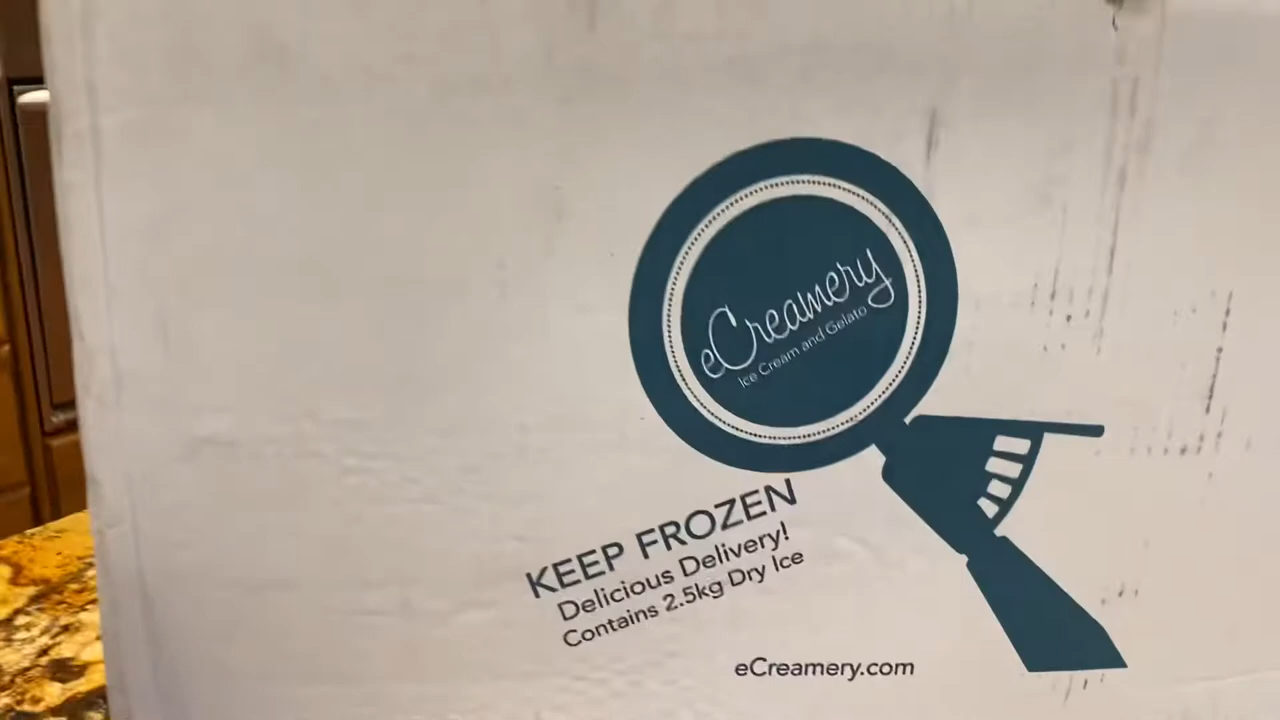 eCreamery
Ice Cream and Gelato
KEEP FROZEN
Delicious Delivery!
Contains 2.5kg Dry Ice
eCreamery.com